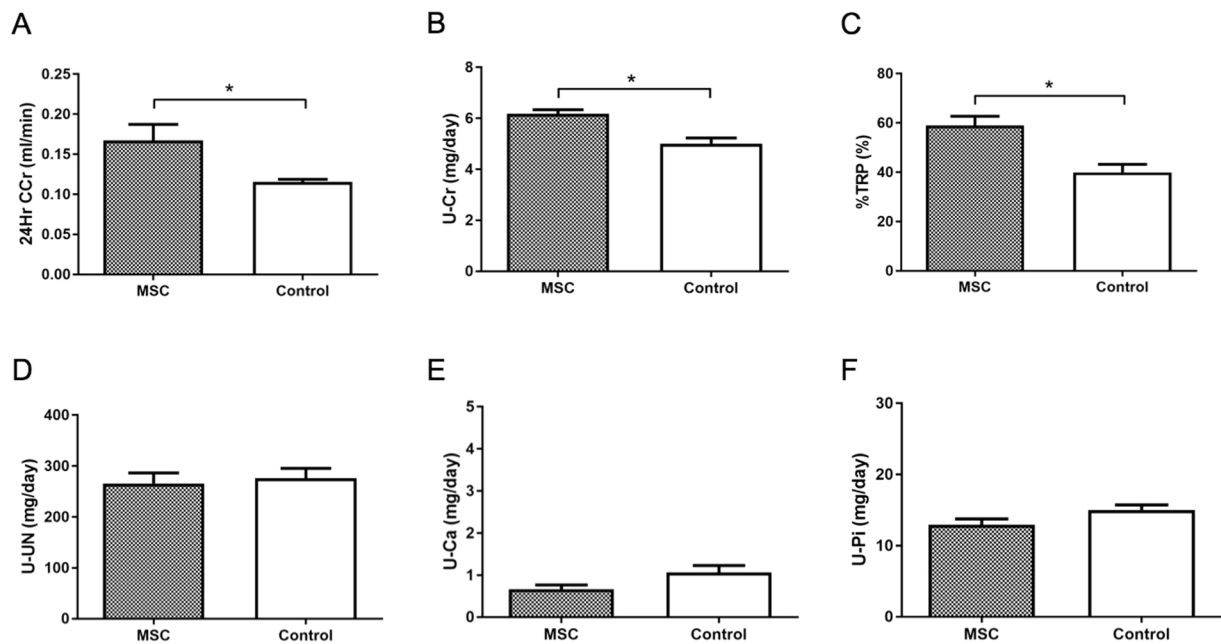 A
24Hr CCr (ml/min)
0.25
0.20
0.15
0.10
0.05
0.00
*
MSC Control
B
U-Cr (mg/day)
8
6
4
2
0
*
MSC Control
C
%TRP (%)
80
60
40
20
0
*
MSC Control
D
U-UN (mg/day)
400
300
200
100
0
MSC Control
E
U-Ca (mg/day)
5
4
3
2
1
0
MSC Control
F
U-Pi (mg/day)
30
20
10
0
MSC Control